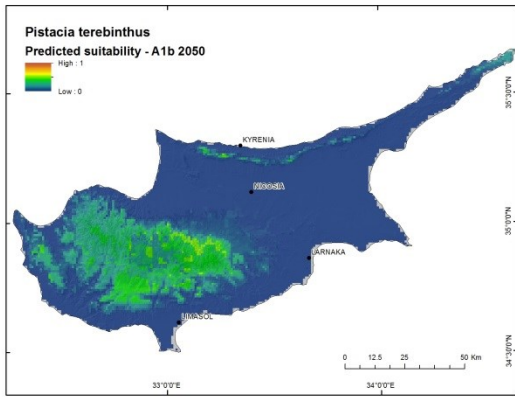 Pistacia terebinthus
Predicted suitability - A1b 2050
High : 1
Low : 0
35°30'0"N
KYRENIA
NICOSIA
35°0'0"N
LARNAKA
LIMASOL
34°30'0"N
0 12.5 25 50 Km
33°0'0"E 34°0'0"E